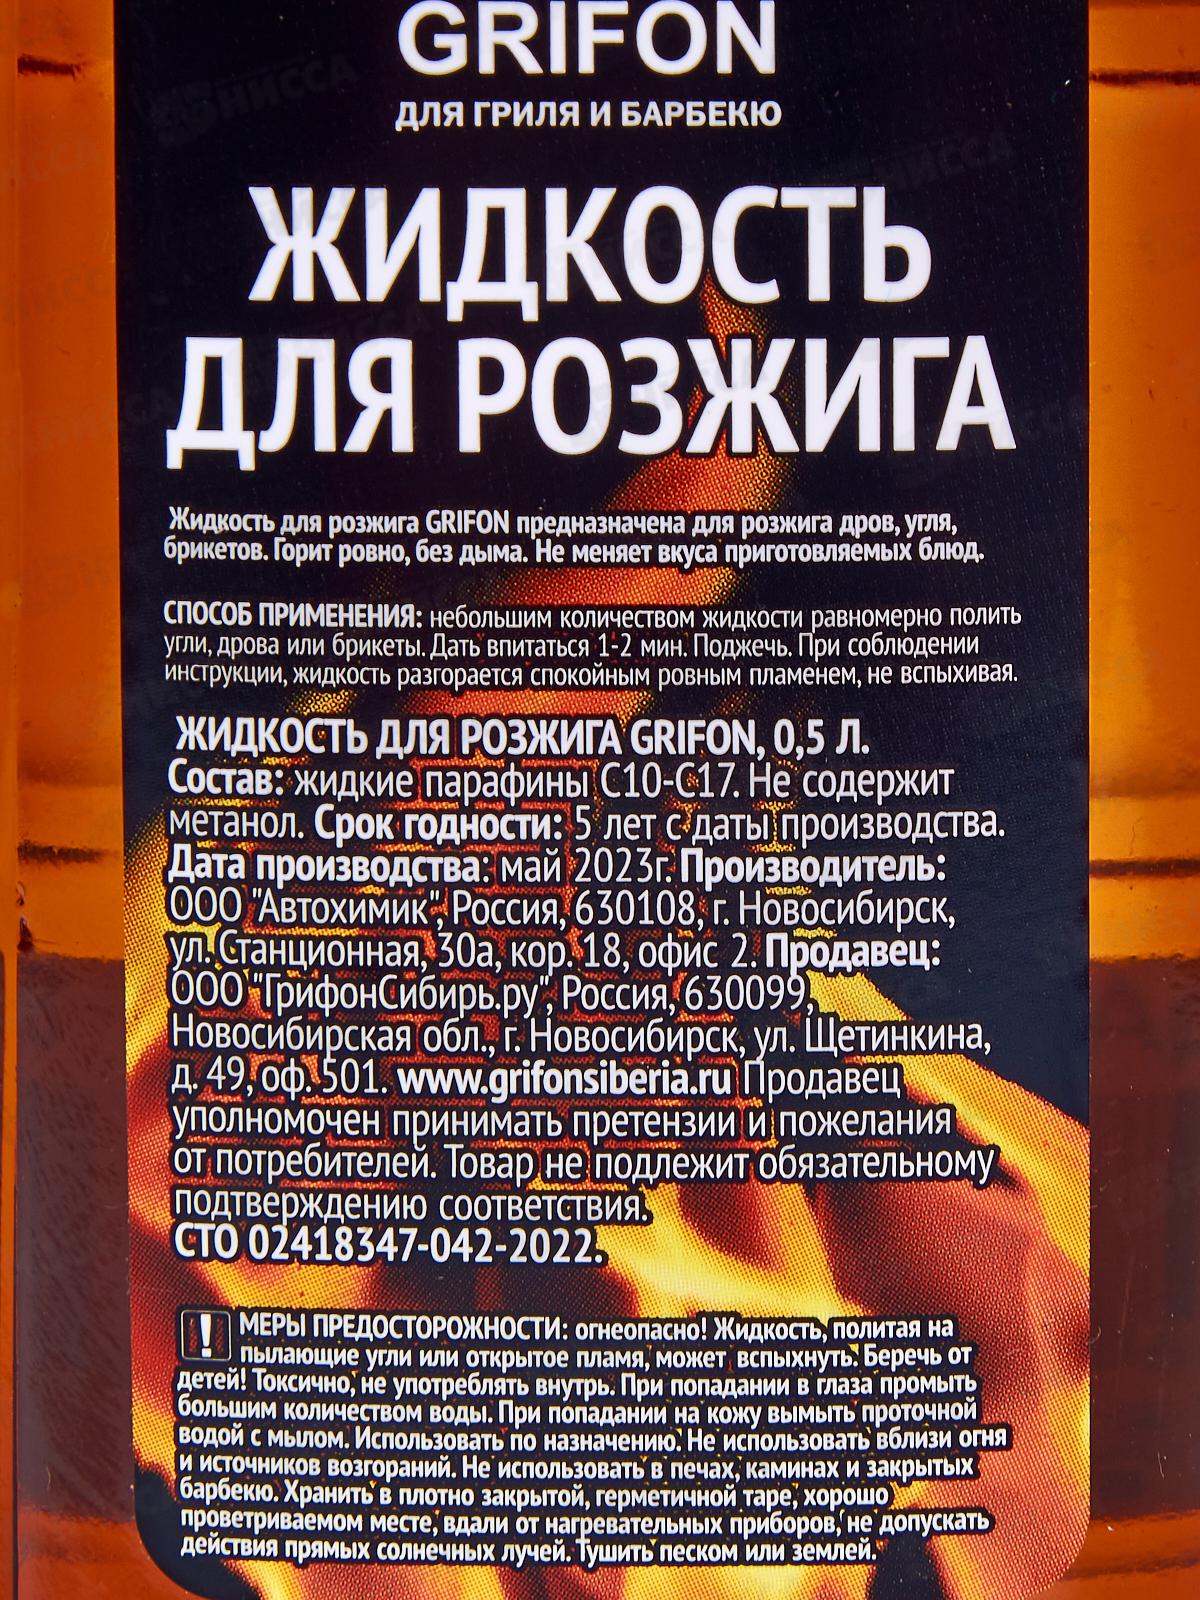 GRIFON
ДЛЯ ГРИЛЯ И БАРБЕКЮ
ЖИДКОСТЬ
ДЛЯ РОЗЖИГА
Жидкость для розжига GRIFON предназначена для розжига дров, угля,
брикетов. Горит ровно, без дыма. Не меняет вкуса приготовляемых блюд.
СПОСОБ ПРИМЕНЕНИЯ: небольшим количеством жидкости равномерно полить
угли, дрова или брикеты. Дать впитаться 1-2 мин. Поджечь. При соблюдении
инструкции, жидкость разгорается спокойным ровным пламенем, не вспыхивая.
ЖИДКОСТЬ ДЛЯ РОЗЖИГА GRIFON, 0,5 Л.
Состав: жидкие парафины С10-С17. Не содержит
метанол. Срок годности: 5 лет с даты производства.
Дата производства: май 2023г. Производитель:
ООО "Автохимик", Россия, 630108, г. Новосибирск,
ул. Станционная, 30а, кор. 18, офис 2. Продавец:
ООО "ГрифонСибирь.ру", Россия, 630099,
Новосибирская обл., г. Новосибирск, ул. Щетинкина,
д. 49, оф. 501. www.grifonsiberia.ru Продавец
уполномочен принимать претензии и пожелания
от потребителей. Товар не подлежит обязательному
подтверждению соответствия.
СТО 02418347-042-2022.
! МЕРЫ ПРЕДОСТОРОЖНОСТИ: огнеопасно! Жидкость, политая на
пылающие угли или открытое пламя, может вспыхнуть. Беречь от
детей! Токсично, не употреблять внутрь. При попадании в глаза промыть
большим количеством воды. При попадании на кожу вымыть проточной
водой с мылом. Использовать по назначению. Не использовать вблизи огня
и источников возгораний. Не использовать в печах, каминах и закрытых
барбекю. Хранить в плотно закрытой, герметичной таре, хорошо
проветриваемом месте, вдали от нагревательных приборов, не допускать
действия прямых солнечных лучей. Тушить песком или землей.